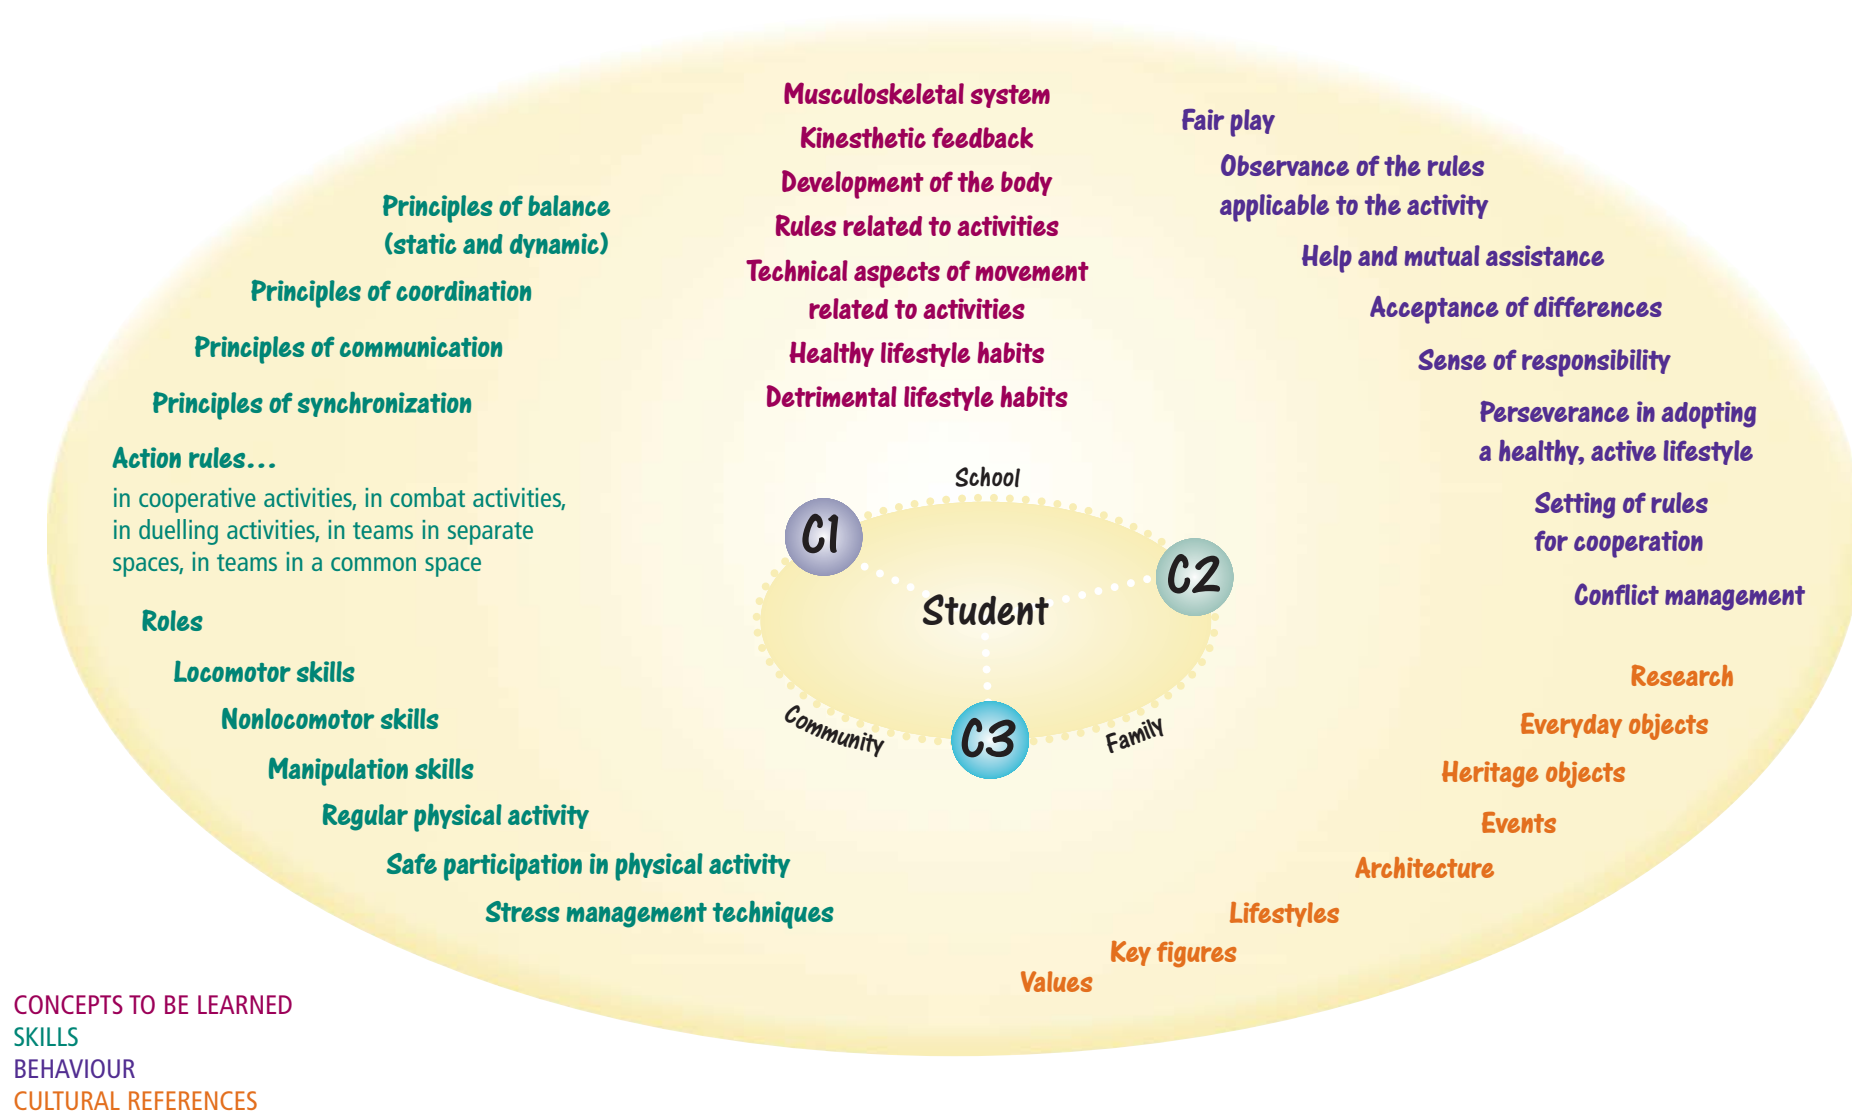 Musculoskeletal system
Kinesthetic feedback
Development of the body
Rules related to activities
Technical aspects of movement
related to activities
Healthy lifestyle habits
Detrimental lifestyle habits
Fair play
Observance of the rules
applicable to the activity
Help and mutual assistance
Acceptance of differences
Sense of responsibility
Perseverance in adopting
a healthy, active lifestyle
Setting of rules
for cooperation
Conflict management
Principles of balance
(static and dynamic)
Principles of coordination
Principles of communication
Principles of synchronization
Action rules...
in cooperative activities, in combat activities,
in duelling activities, in teams in separate
spaces, in teams in a common space
Roles
Locomotor skills
Nonlocomotor skills
Manipulation skills
Regular physical activity
Safe participation in physical activity
Stress management techniques
School
C1
C2
Student
C3
Community
Family
Research
Everyday objects
Heritage objects
Events
Architecture
Lifestyles
Key figures
Values
CONCEPTS TO BE LEARNED
SKILLS
BEHAVIOUR
CULTURAL REFERENCES